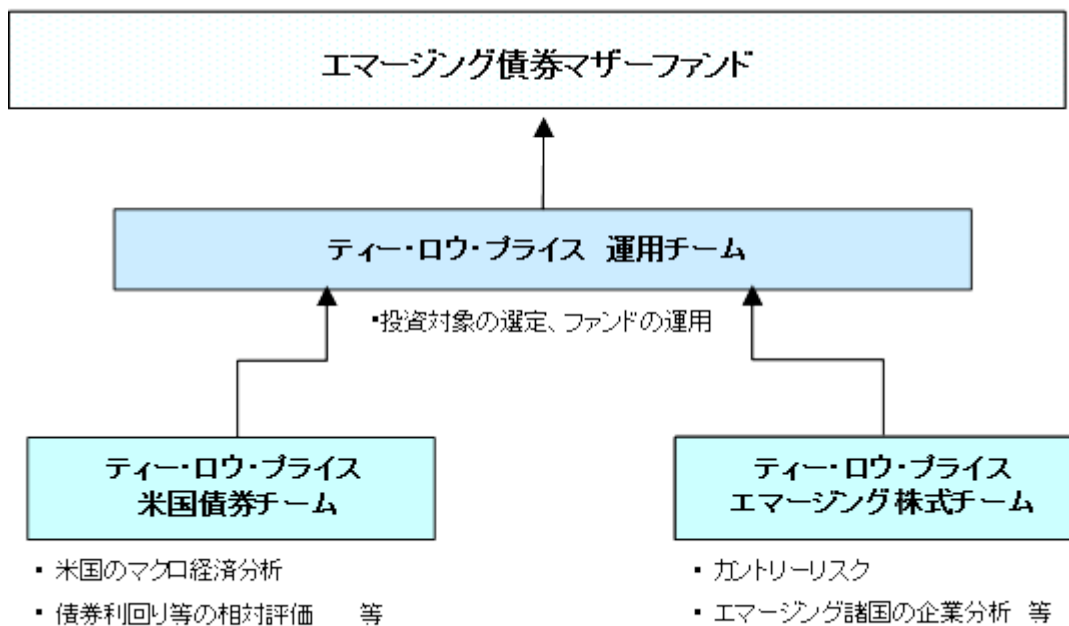 エマージング債券マザーファンド
ティー・ロウ・プライス 運用チーム
▪投資対象の選定、ファンドの運用
ティー・ロウ・プライス
米国債券チーム
▪ 米国のマクロ経済分析
▪ 債券利回り等の相対評価 等
ティー・ロウ・プライス
エマージング株式チーム
▪ カントリーリスク
▪ エマージング諸国の企業分析 等